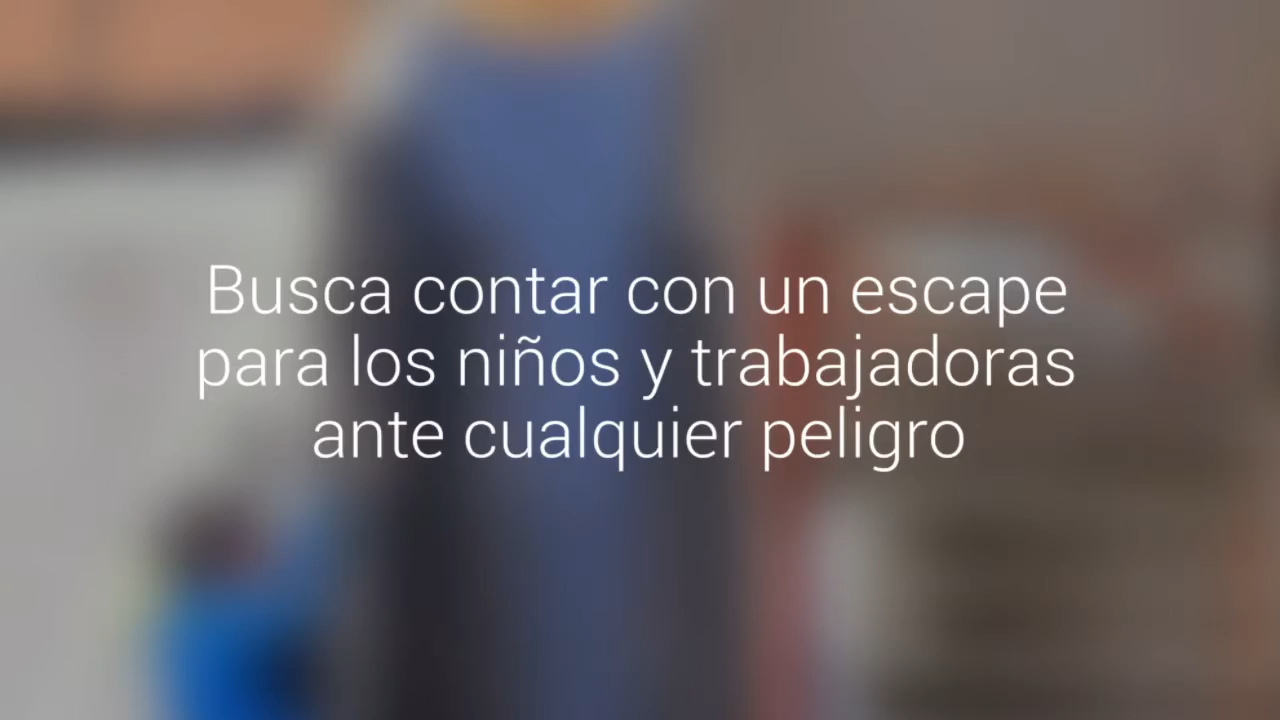 Busca contar con un escape
para los niños y trabajadoras
ante cualquier peligro